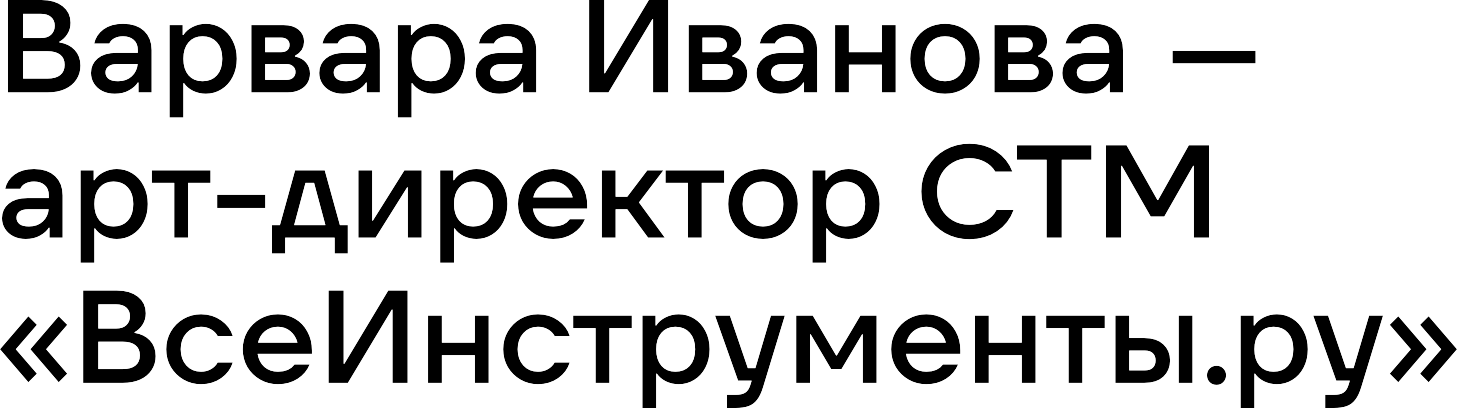 Варвара Иванова —
арт-директор СТМ
«ВсеИнструменты.ру»